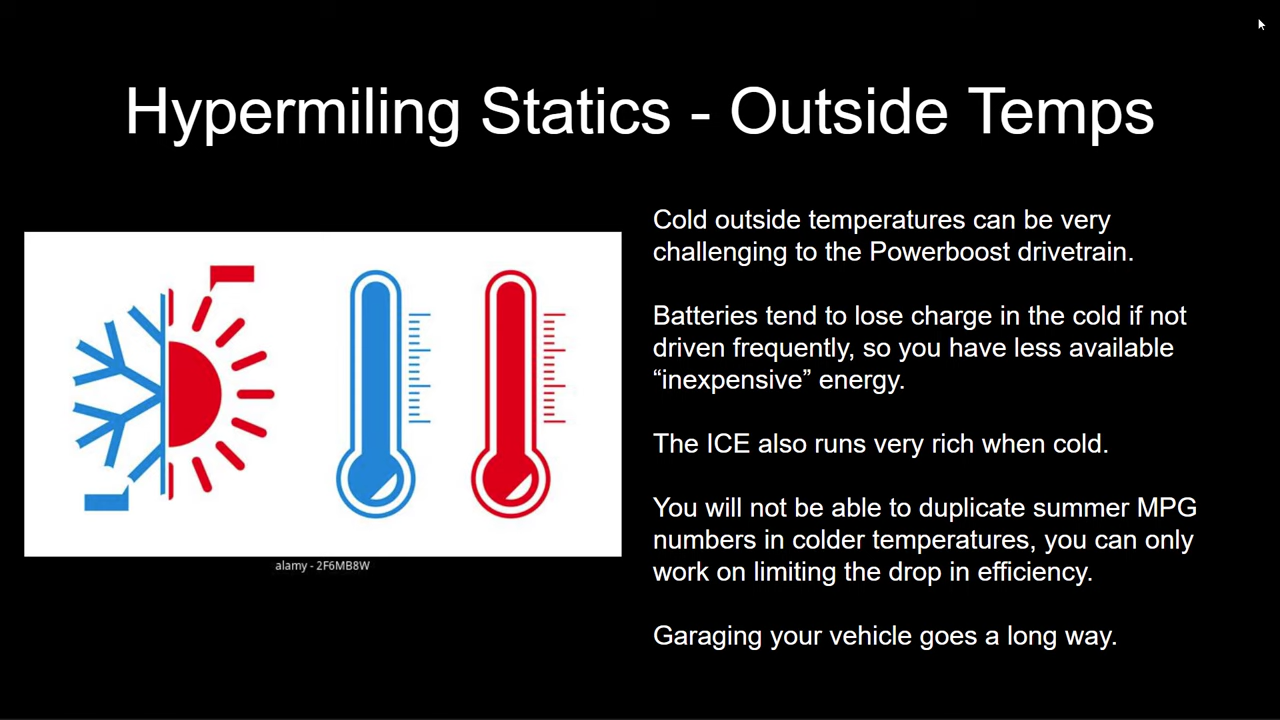 Hypermiling Statics - Outside Temps
Cold outside temperatures can be very
challenging to the Powerboost drivetrain.
Batteries tend to lose charge in the cold if not
driven frequently, so you have less available
“inexpensive” energy.
The ICE also runs very rich when cold.
You will not be able to duplicate summer MPG
numbers in colder temperatures, you can only
work on limiting the drop in efficiency.
Garaging your vehicle goes a long way.
alamy - 2F6MB8W